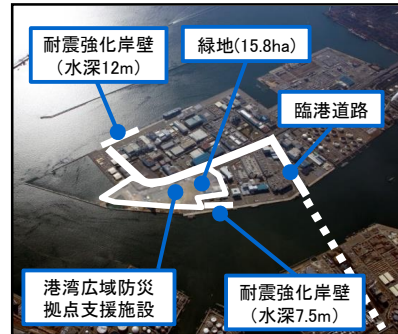 耐震強化岸壁
(水深12m)
緑地(15.8ha)
臨港道路
港湾広域防災
拠点支援施設
耐震強化岸壁
(水深7.5m)